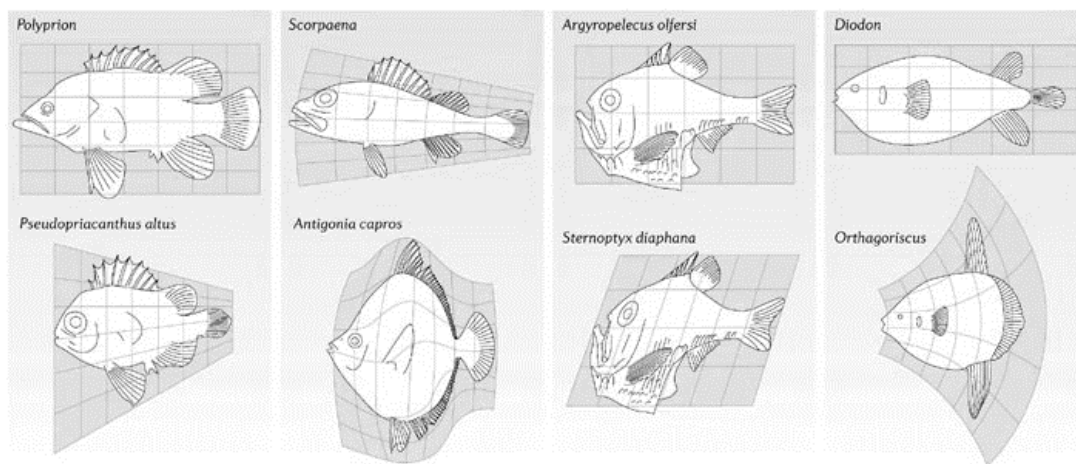 Polyprion
Scorpaena
Argyropelecus olfersi
Diodon
Pseudopriacanthus altus
Antigonia capros
Sternoptyx diaphana
Orthagoriscus